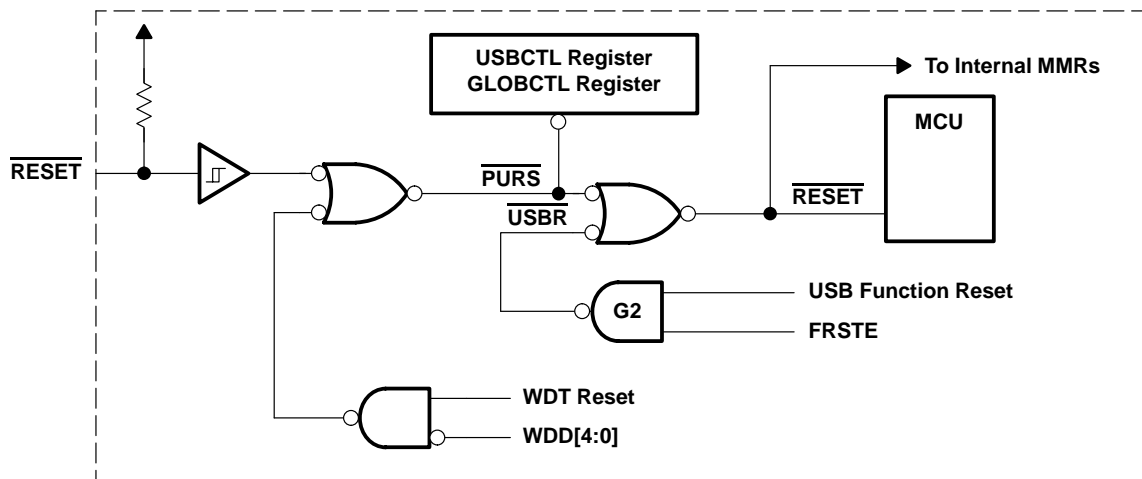 USBCTL Register
GLOBCTL Register
To Internal MMRs
MCU
RESET
PURS
RESET
USBR
USB Function Reset
G2
FRSTE
WDT Reset
WDD[4:0]